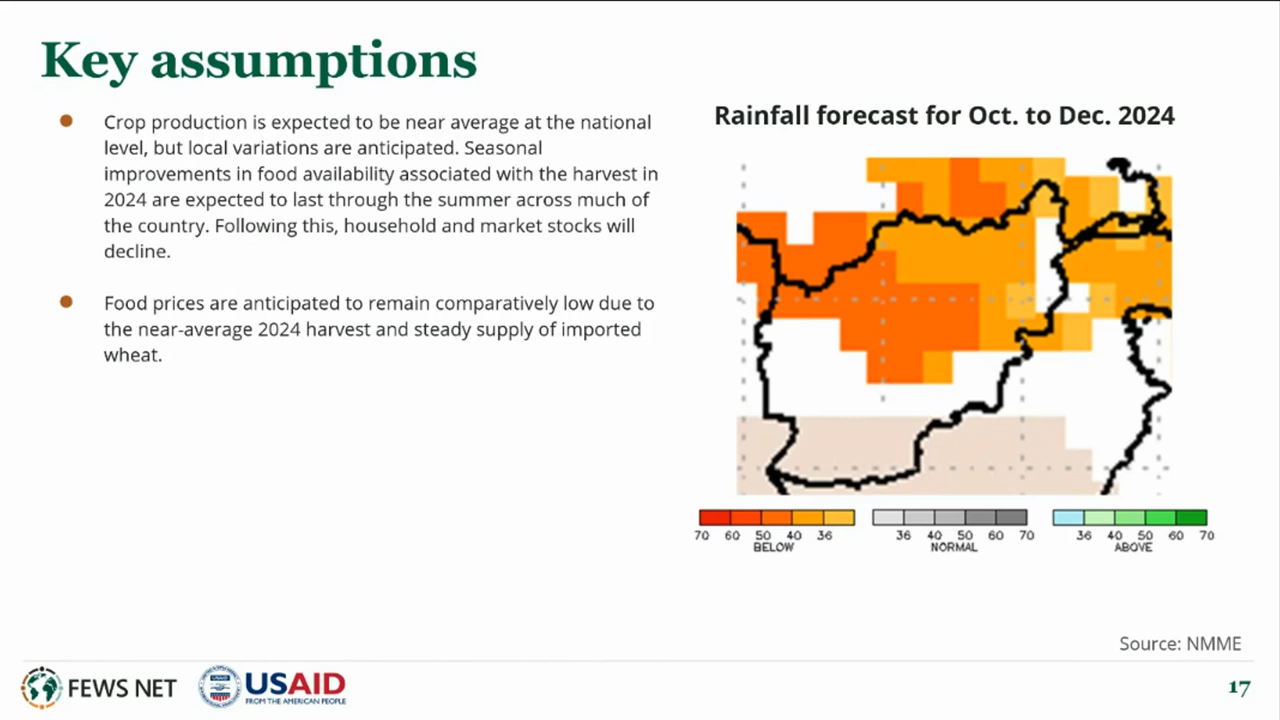 Key assumptions
Crop production is expected to be near average at the national
level, but local variations are anticipated. Seasonal
improvements in food availability associated with the harvest in
2024 are expected to last through the summer across much of
the country. Following this, household and market stocks will
decline.
Food prices are anticipated to remain comparatively low due to
the near-average 2024 harvest and steady supply of imported
wheat.
Rainfall forecast for Oct. to Dec. 2024
70 60 50 40 36
BELOW
36 40 50 60 70
NORMAL
36 40 50 60 70
ABOVE
Source: NMME
FEWS NET
USAID
FROM THE AMERICAN PEOPLE
17